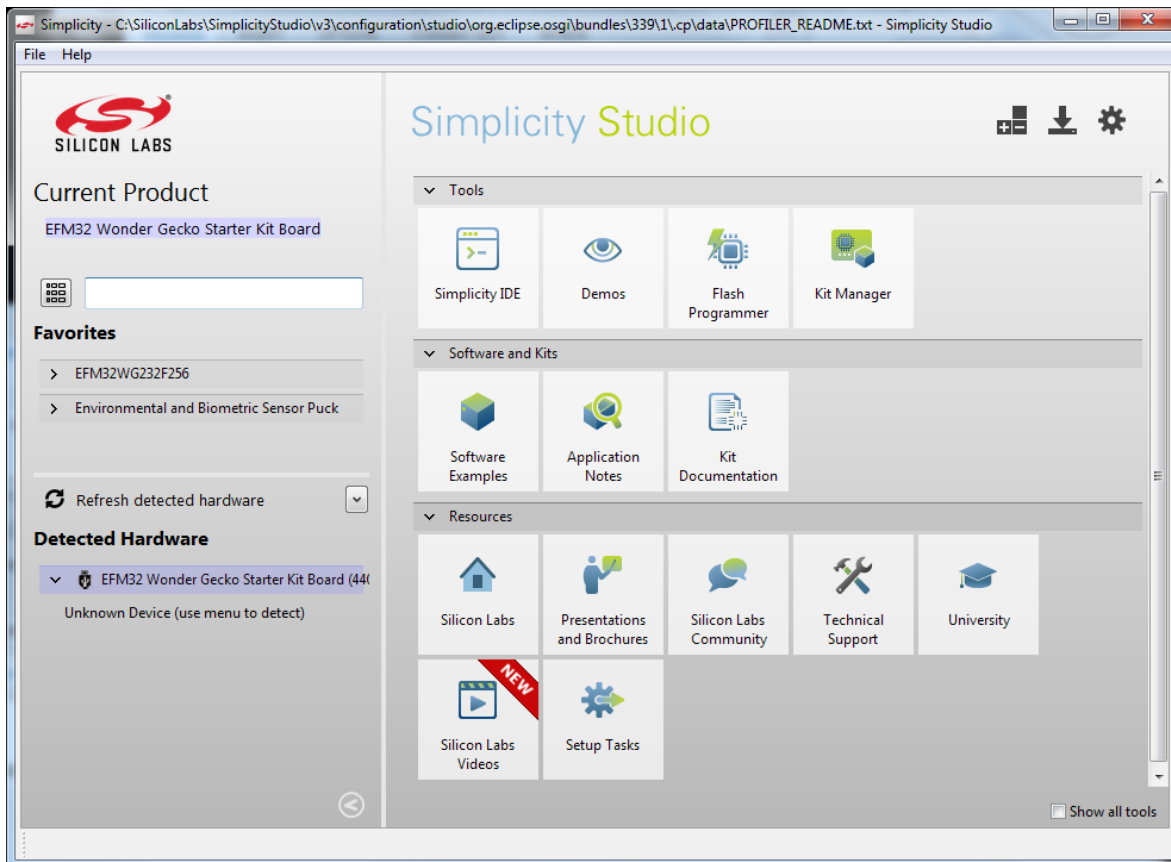 Simplicity - C:\SiliconLabs\SimplicityStudio\v3\configuration\studio\org.eclipse.osgi\bundles\339\1\.cp\data\PROFILER_README.txt - Simplicity Studio
File Help
SILICON LABS
Current Product
EFM32 Wonder Gecko Starter Kit Board
Favorites
EFM32WG232F256
Environmental and Biometric Sensor Puck
Refresh detected hardware
Detected Hardware
EFM32 Wonder Gecko Starter Kit Board (440
Unknown Device (use menu to detect)
Simplicity Studio
Tools
Simplicity IDE
Demos
Flash
Programmer
Kit Manager
Software and Kits
Software
Examples
Application
Notes
Kit
Documentation
Resources
Silicon Labs
Presentations
and Brochures
Silicon Labs
Community
Technical
Support
University
NEW
Silicon Labs
Videos
Setup Tasks
Show all tools